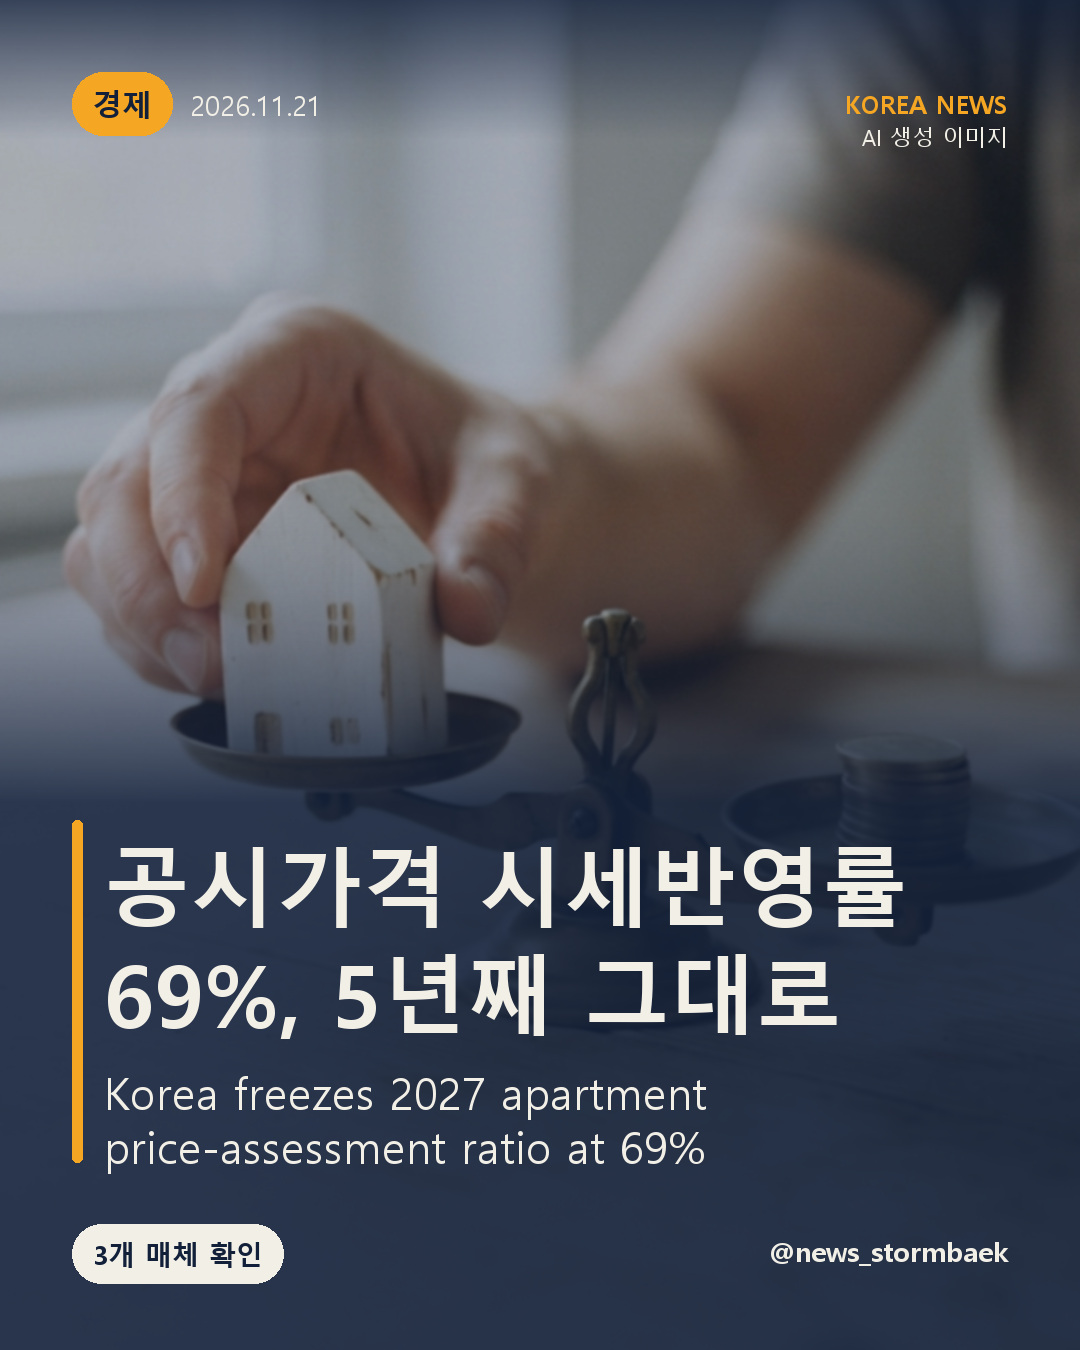 경제 2026.11.21
KOREA NEWS
AI 생성 이미지
공시가격 시세반영률
69%, 5년째 그대로
Korea freezes 2027 apartment
price-assessment ratio at 69%
3개 매체 확인
@news_stormbaek